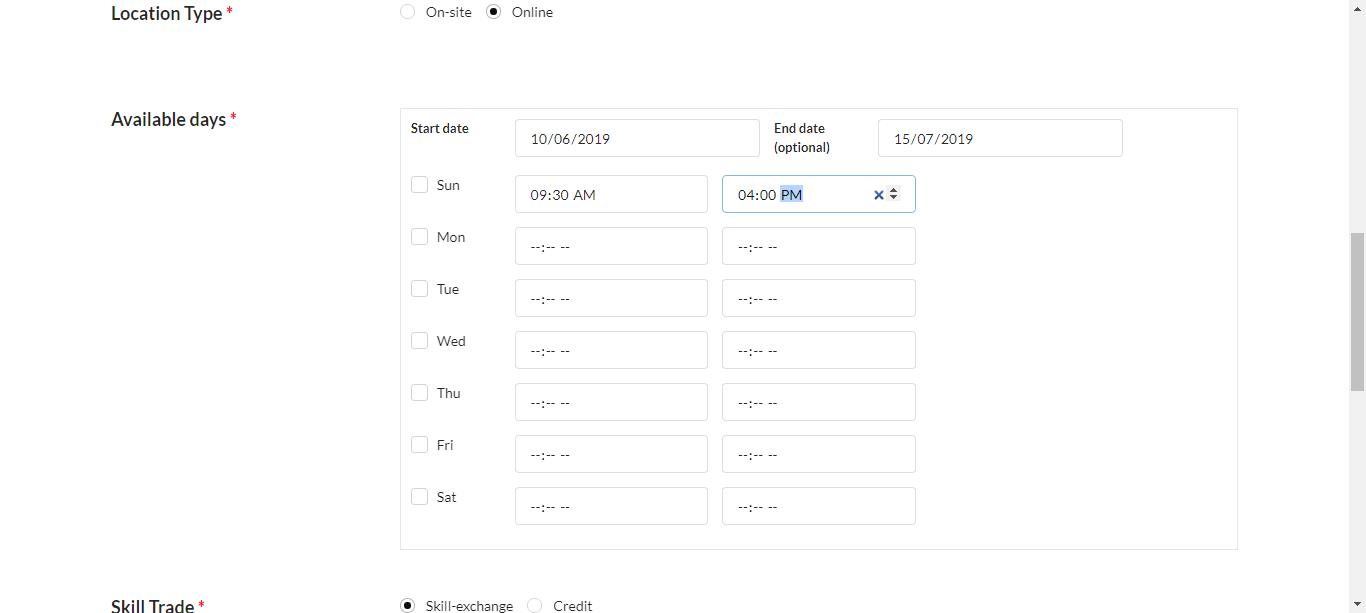 Location Type * On-site Online
Available days *
Start date 10/06/2019 End date (optional) 15/07/2019
Sun 09:30 AM 04:00 PM
Mon --:-- -- --:-- --
Tue --:-- -- --:-- --
Wed --:-- -- --:-- --
Thu --:-- -- --:-- --
Fri --:-- -- --:-- --
Sat --:-- -- --:-- --
Skill Trade * Skill-exchange Credit